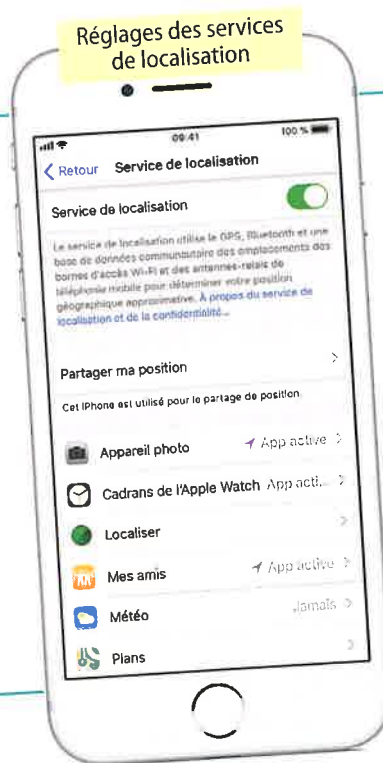 Réglages des services
de localisation
09:41
100 %
Retour Service de localisation
Service de localisation
Le service de localisation utilise le GPS, Bluetooth et une
base de données communautaire des emplacements des
bornes d'accès Wi-Fi et des antennes-relais de
téléphonie mobile pour déterminer votre position
géographique approximative. À propos du service de
localisation et de la confidentialité...
Partager ma position
Cet iPhone est utilisé pour le partage de position
Appareil photo App active
Cadrans de l'Apple Watch App acti...
Localiser
Mes amis App active
Météo Jamais
Plans